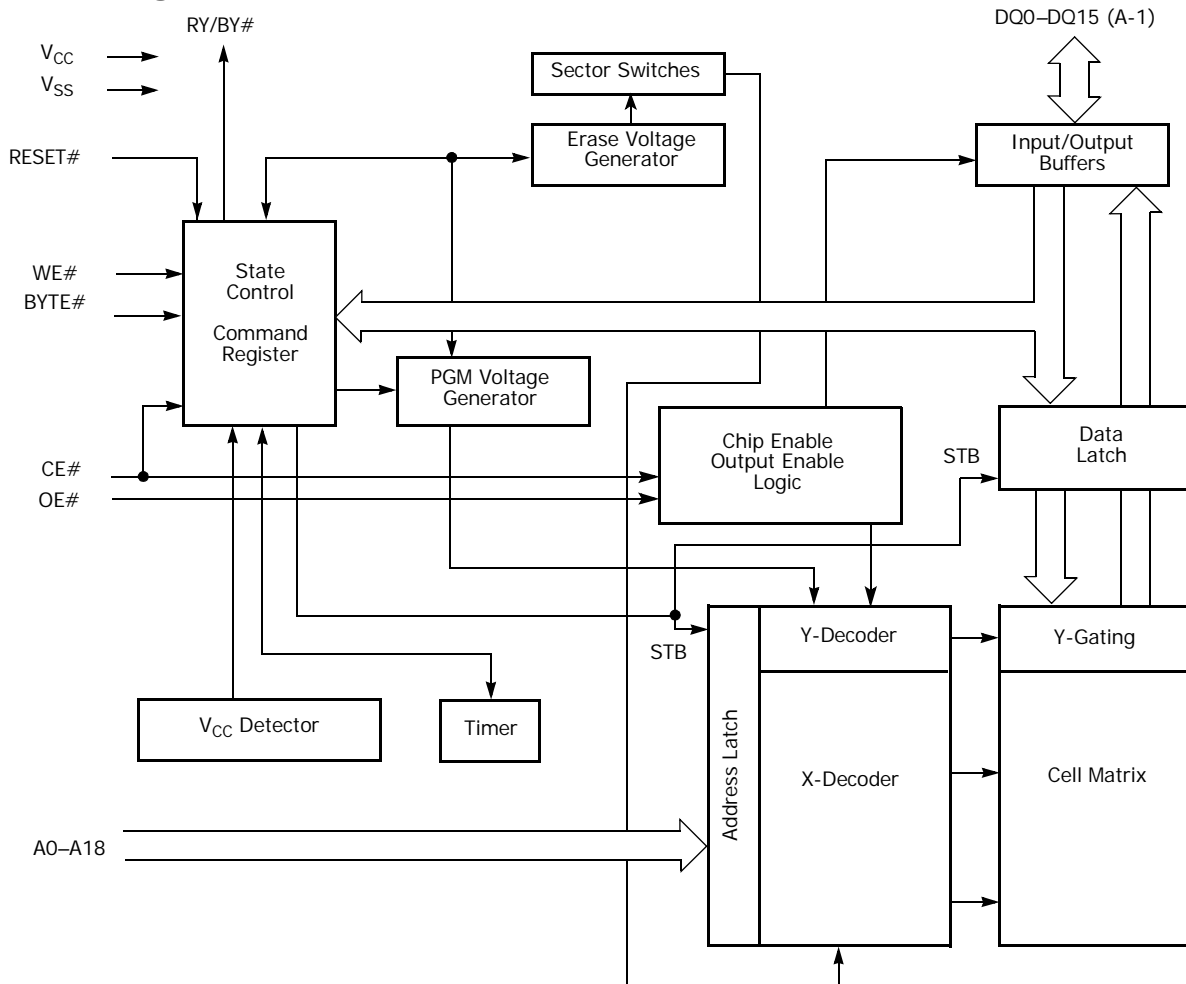 RY/BY#
DQ0–DQ15 (A-1)
VCC
VSS
Sector Switches
RESET#
Erase Voltage
Generator
Input/Output
Buffers
WE#
BYTE#
State
Control
Command
Register
PGM Voltage
Generator
CE#
OE#
Chip Enable
Output Enable
Logic
STB
Data
Latch
STB
Y-Decoder
Y-Gating
VCC Detector
Timer
Address Latch
X-Decoder
Cell Matrix
A0–A18